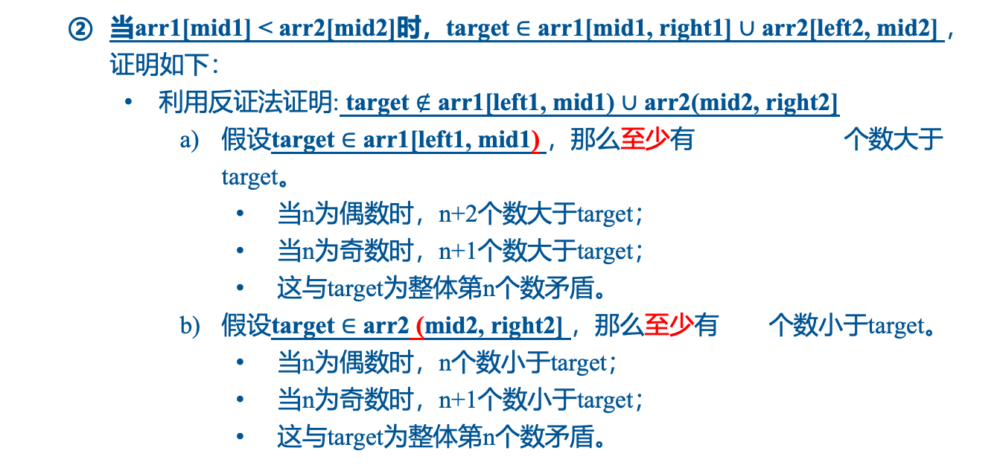 ② 当arr1[mid1] < arr2[mid2]时，target ∈ arr1[mid1, right1] ∪ arr2[left2, mid2]，
证明如下：
• 利用反证法证明: target ∉ arr1[left1, mid1) ∪ arr2(mid2, right2]
a) 假设target ∈ arr1[left1, mid1)，那么至少有 个数大于
target。
• 当n为偶数时，n+2个数大于target；
• 当n为奇数时，n+1个数大于target；
• 这与target为整体第n个数矛盾。
b) 假设target ∈ arr2 (mid2, right2]，那么至少有 个数小于target。
• 当n为偶数时，n个数小于target；
• 当n为奇数时，n+1个数小于target；
• 这与target为整体第n个数矛盾。